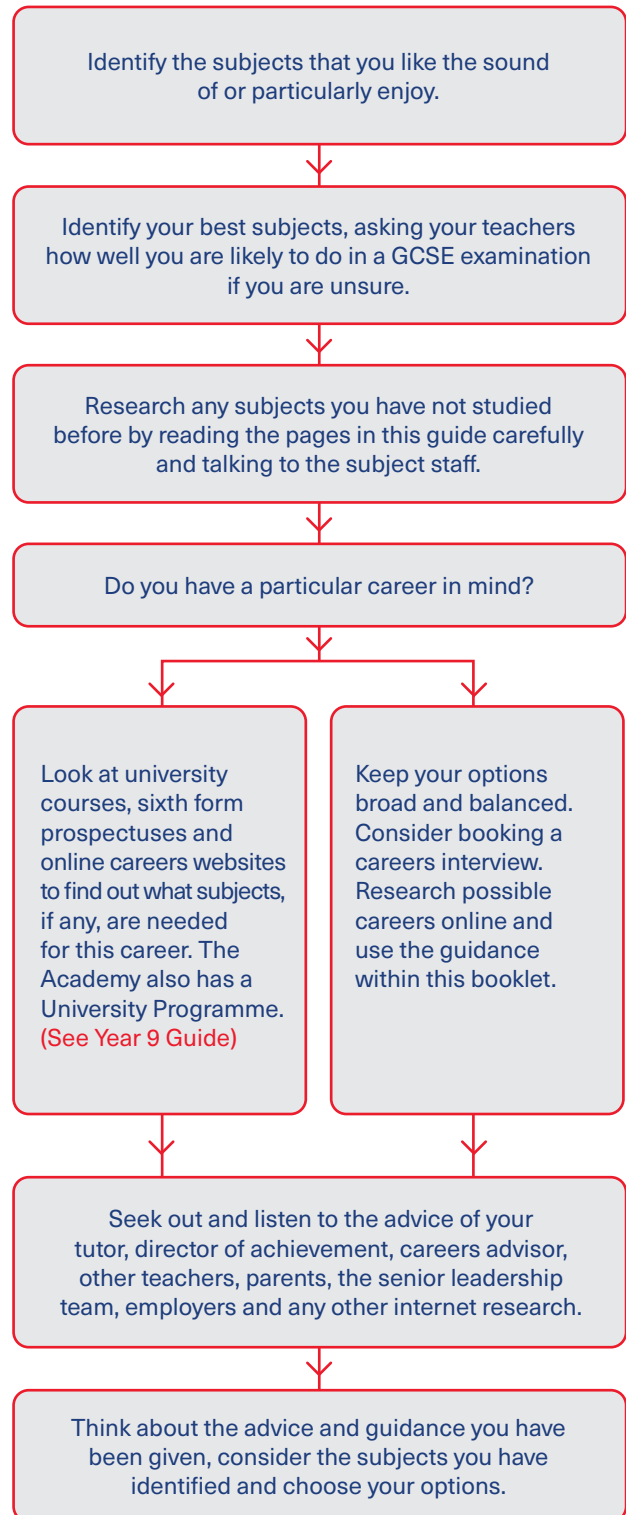 Identify the subjects that you like the sound
of or particularly enjoy.
Identify your best subjects, asking your teachers
how well you are likely to do in a GCSE examination
if you are unsure.
Research any subjects you have not studied
before by reading the pages in this guide carefully
and talking to the subject staff.
Do you have a particular career in mind?
Look at university
courses, sixth form
prospectuses and
online careers websites
to find out what subjects,
if any, are needed
for this career. The
Academy also has a
University Programme.
(See Year 9 Guide)
Keep your options
broad and balanced.
Consider booking a
careers interview.
Research possible
careers online and
use the guidance
within this booklet.
Seek out and listen to the advice of your
tutor, director of achievement, careers advisor,
other teachers, parents, the senior leadership
team, employers and any other internet research.
Think about the advice and guidance you have
been given, consider the subjects you have
identified and choose your options.